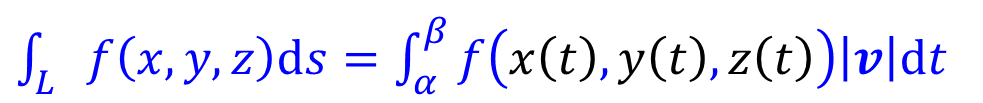 ∫_L f(x, y, z)ds = ∫_α^β f(x(t), y(t), z(t))|v|dt